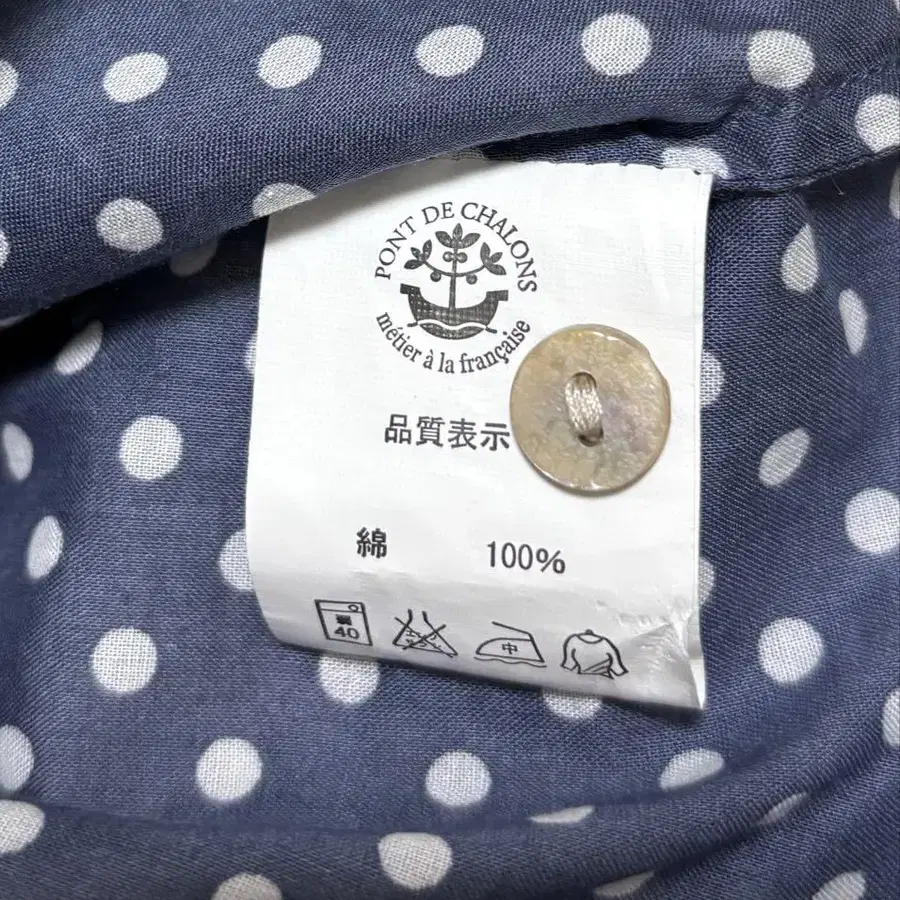 PONT DE CHALONS
métier à la française
品質表示
綿 100%
40
中